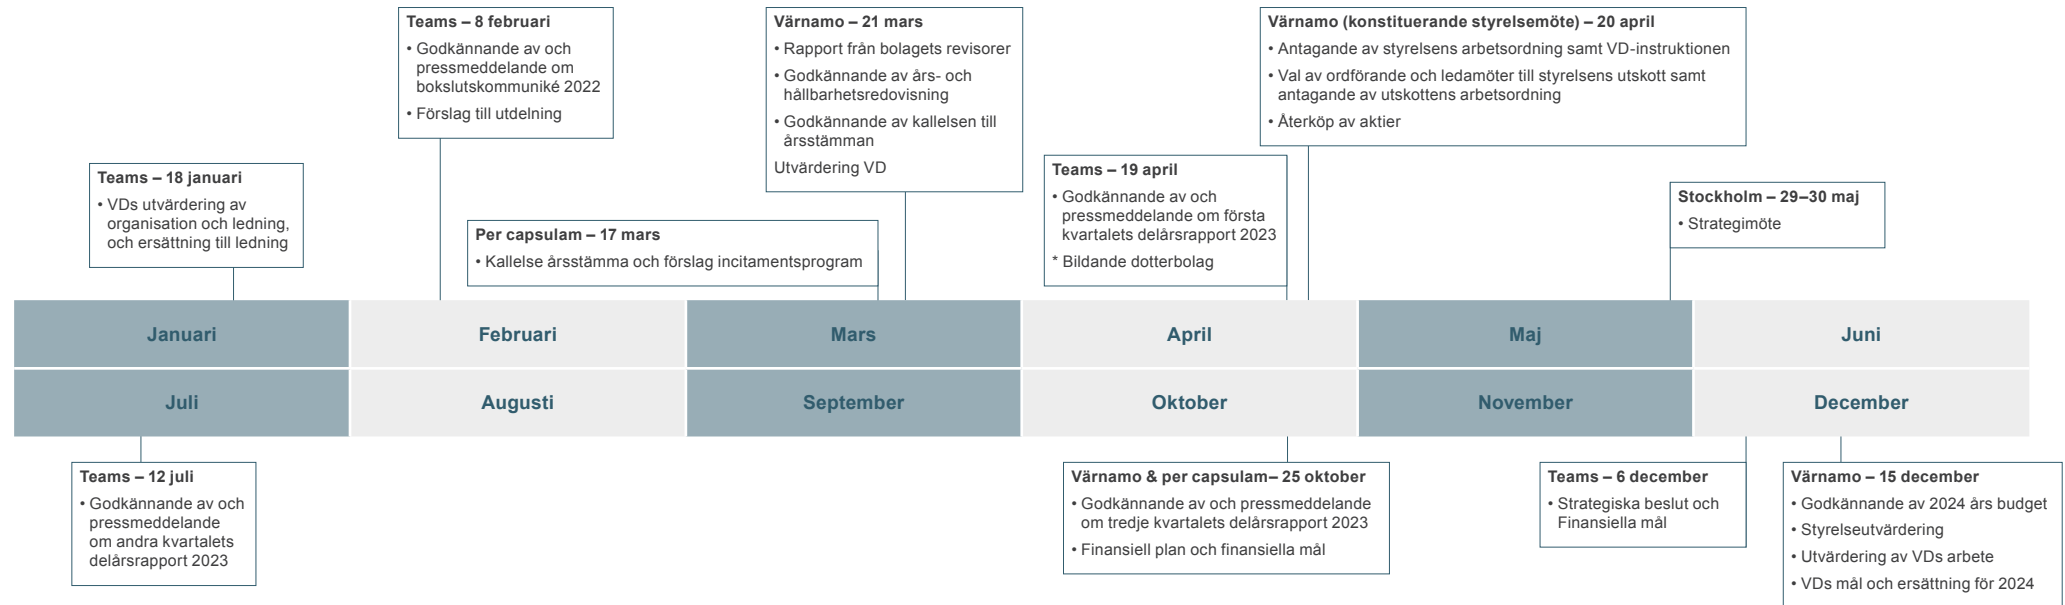 Teams – 8 februari
• Godkännande av och
pressmeddelande om
bokslutskommuniké 2022
• Förslag till utdelning
Värnamo – 21 mars
• Rapport från bolagets revisorer
• Godkännande av års- och
hållbarhetsredovisning
• Godkännande av kallelsen till
årsstämman
Utvärdering VD
Värnamo (konstituerande styrelsemöte) – 20 april
• Antagande av styrelsens arbetsordning samt VD-instruktionen
• Val av ordförande och ledamöter till styrelsens utskott samt
antagande av utskottens arbetsordning
• Återköp av aktier
Teams – 18 januari
• VDs utvärdering av
organisation och ledning,
och ersättning till ledning
Per capsulam – 17 mars
• Kallelse årsstämma och förslag incitamentsprogram
Teams – 19 april
• Godkännande av och
pressmeddelande om första
kvartalets delårsrapport 2023
* Bildande dotterbolag
Stockholm – 29–30 maj
• Strategimöte
Januari
Februari
Mars
April
Maj
Juni
Juli
Augusti
September
Oktober
November
December
Teams – 12 juli
• Godkännande av och
pressmeddelande
om andra kvartalets
delårsrapport 2023
Värnamo & per capsulam– 25 oktober
• Godkännande av och pressmeddelande
om tredje kvartalets delårsrapport 2023
• Finansiell plan och finansiella mål
Teams – 6 december
• Strategiska beslut och
Finansiella mål
Värnamo – 15 december
• Godkännande av 2024 års budget
• Styrelseutvärdering
• Utvärdering av VDs arbete
• VDs mål och ersättning för 2024